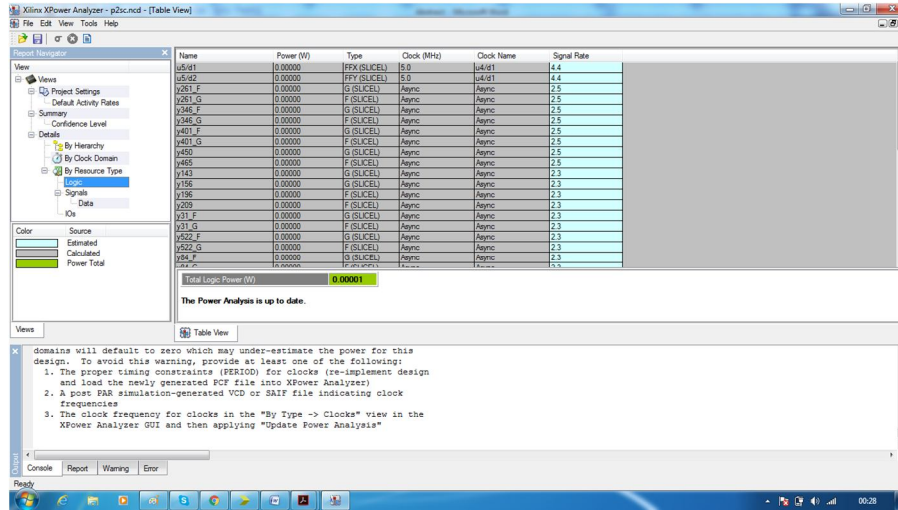 Xilinx XPower Analyzer - p2sc.ncd - [Table View]
File Edit View Tools Help
Report Navigator
View
Views
Project Settings
Default Activity Rates
Summary
Confidence Level
Details
By Hierarchy
By Clock Domain
By Resource Type
Logic
Signals
Data
IOs
Color Source
Estimated
Calculated
Power Total
Views
Name Power (W) Type Clock (MHz) Clock Name Signal Rate
u5/d1 0.00000 FFX (SLICEL) 5.0 u4/d1 4.4
u5/d2 0.00000 FFY (SLICEL) 5.0 u4/d1 4.4
y261_F 0.00000 G (SLICEL) Async Async 2.5
y261_G 0.00000 F (SLICEL) Async Async 2.5
y346_F 0.00000 G (SLICEL) Async Async 2.5
y346_G 0.00000 F (SLICEL) Async Async 2.5
y401_F 0.00000 G (SLICEL) Async Async 2.5
y401_G 0.00000 F (SLICEL) Async Async 2.5
y450 0.00000 G (SLICEL) Async Async 2.5
y465 0.00000 F (SLICEL) Async Async 2.5
y143 0.00000 G (SLICEL) Async Async 2.3
y156 0.00000 G (SLICEL) Async Async 2.3
y196 0.00000 F (SLICEL) Async Async 2.3
y209 0.00000 F (SLICEL) Async Async 2.3
y31_F 0.00000 G (SLICEL) Async Async 2.3
y31_G 0.00000 F (SLICEL) Async Async 2.3
y522_F 0.00000 G (SLICEL) Async Async 2.3
y522_G 0.00000 F (SLICEL) Async Async 2.3
y84_F 0.00000 G (SLICEL) Async Async 2.3
Total Logic Power (W) 0.00001
The Power Analysis is up to date.
Table View
domains will default to zero which may under-estimate the power for this
design. To avoid this warning, provide at least one of the following:
1. The proper timing constraints (PERIOD) for clocks (re-implement design
and load the newly generated PCF file into XPower Analyzer)
2. A post PAR simulation-generated VCD or SAIF file indicating clock
frequencies
3. The clock frequency for clocks in the "By Type -> Clocks" view in the
XPower Analyzer GUI and then applying "Update Power Analysis"
Output
Console Report Warning Error
Ready
00:28